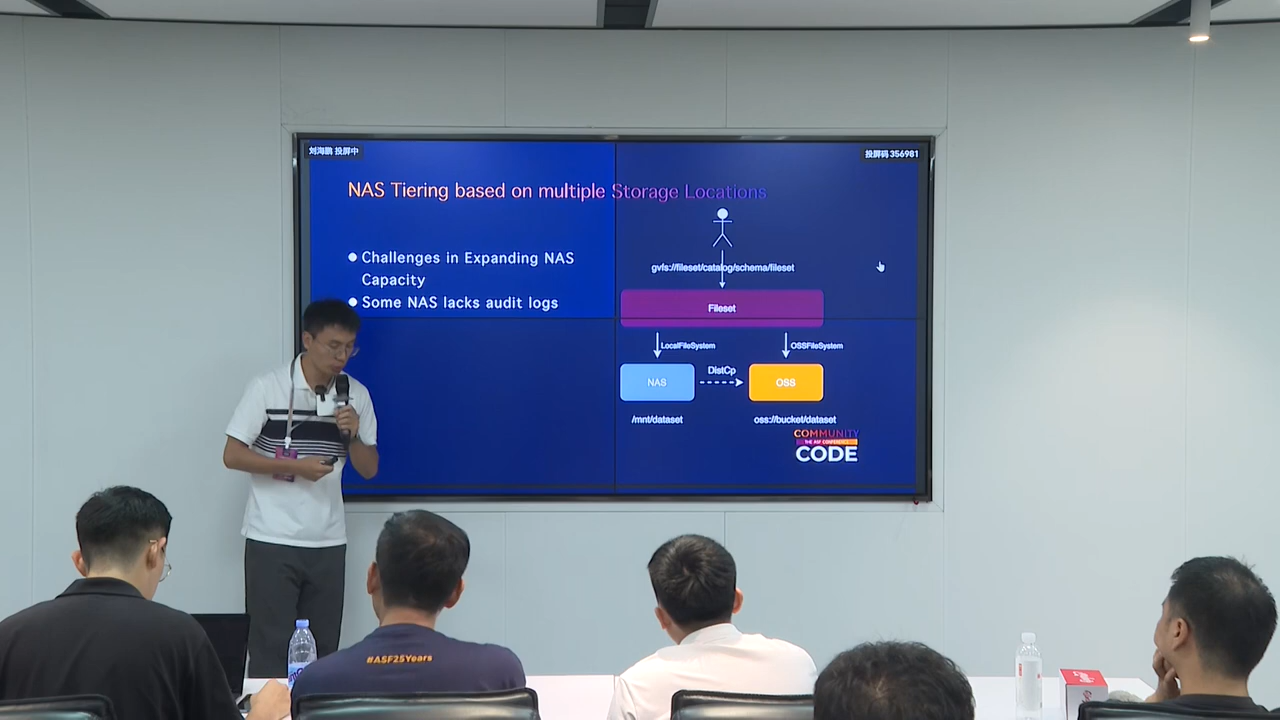 刘海鹏 投屏中
投屏码 356981
NAS Tiering based on multiple Storage Locations
Challenges in Expanding NAS
Capacity
Some NAS lacks audit logs
gvfs://fileset/catalog/schema/fileset
Fileset
LocalFileSystem
OSSFileSystem
NAS
DistCp
OSS
/mnt/dataset
oss://bucket/dataset
COMMUNITY
THE ASF CONFERENCE
CODE
#ASF25Years